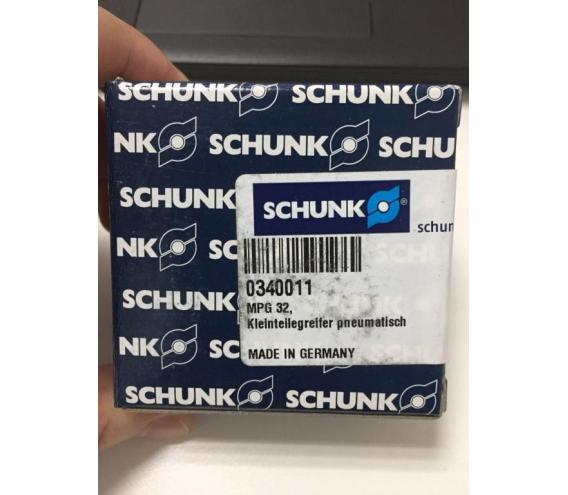 SCHUNK SCHUNK
NK SCHUNK SCHU
SCHUNK
SCHUNK®
NK SC
schun
0340011
SCHUNK
MPG 32,
Kleinteilegreifer pneumatisch
NK
MADE IN GERMANY
SCHUNK SCHUNK